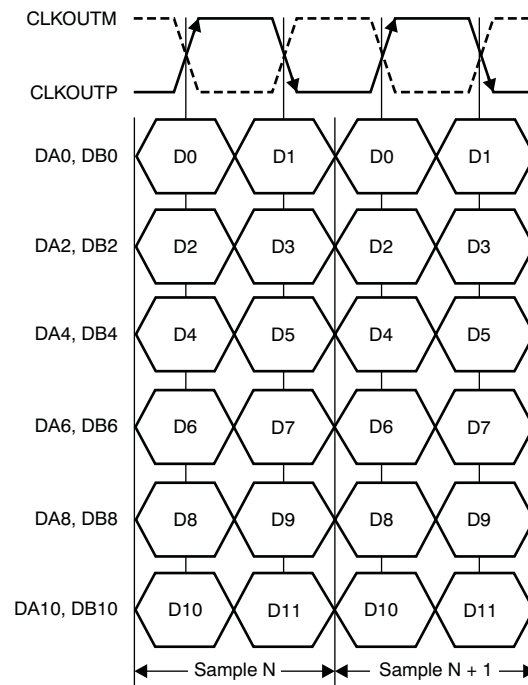 CLKOUTM
CLKOUTP
DA0, DB0 D0 D1 D0 D1
DA2, DB2 D2 D3 D2 D3
DA4, DB4 D4 D5 D4 D5
DA6, DB6 D6 D7 D6 D7
DA8, DB8 D8 D9 D8 D9
DA10, DB10 D10 D11 D10 D11
Sample N Sample N + 1